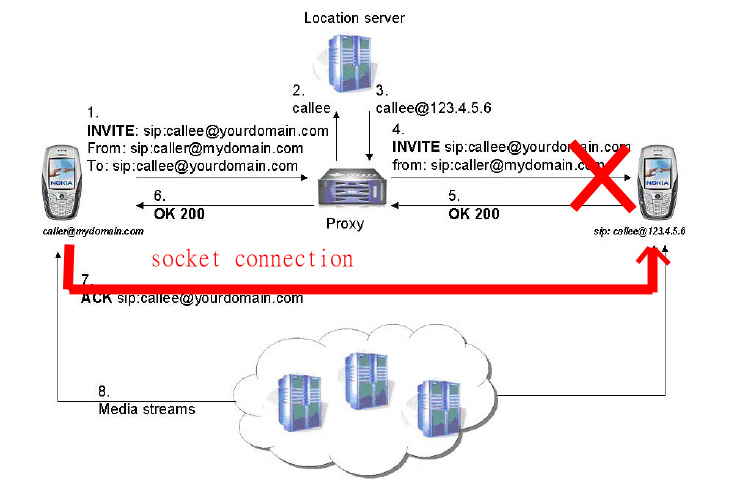 Location server
2.
callee
3.
callee@123.4.5.6
1.
INVITE: sip:callee@yourdomain.com
From: sip:caller@mydomain.com
To: sip:callee@yourdomain.com
4.
INVITE sip:callee@yourdomain.com
from: sip:caller@mydomain.com
NOKIA
NOKIA
6.
OK 200
5.
OK 200
Proxy
caller@mydomain.com
sip: callee@123.4.5.6
socket connection
7.
ACK sip:callee@yourdomain.com
8.
Media streams